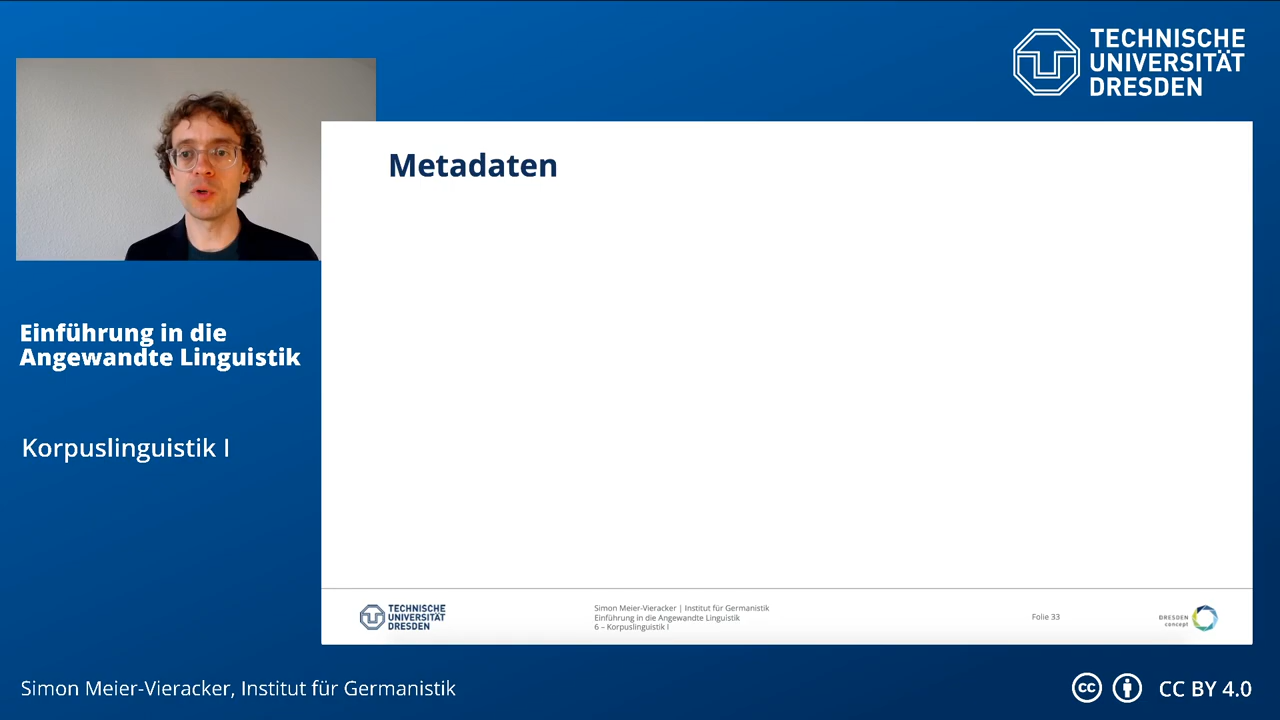 TECHNISCHE
UNIVERSITÄT
DRESDEN
Metadaten
Einführung in die
Angewandte Linguistik
Korpuslinguistik I
TECHNISCHE
UNIVERSITÄT
DRESDEN
Simon Meier-Vieracker | Institut für Germanistik
Einführung in die Angewandte Linguistik
6 – Korpuslinguistik I
Folie 33
DRESDEN
concept
Simon Meier-Vieracker, Institut für Germanistik
cc
CC BY 4.0